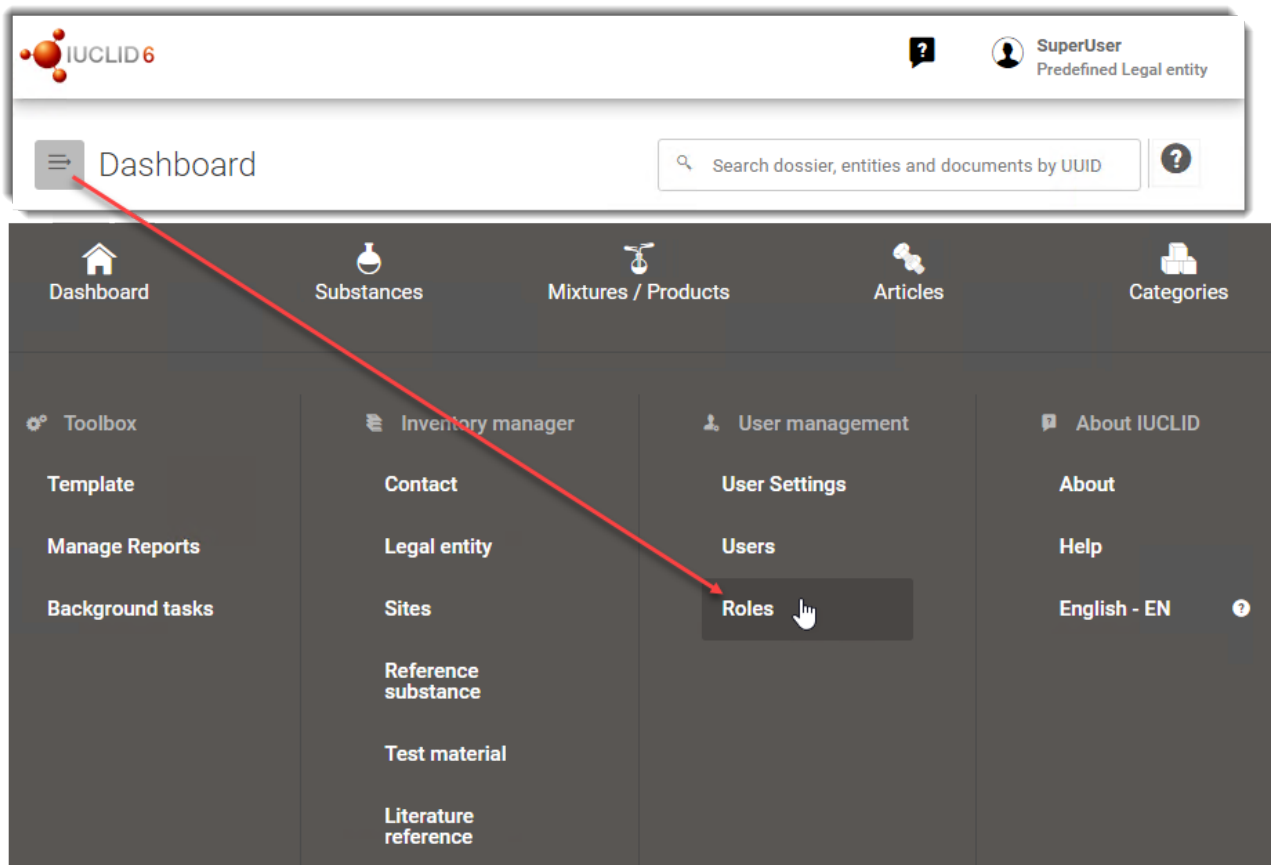 IUCLID 6
SuperUser
Predefined Legal entity
Dashboard
Search dossier, entities and documents by UUID
Dashboard
Substances
Mixtures / Products
Articles
Categories
Toolbox
Inventory manager
User management
About IUCLID
Template
Contact
User Settings
About
Manage Reports
Legal entity
Users
Help
Background tasks
Sites
Roles
English - EN
Reference
substance
Test material
Literature
reference